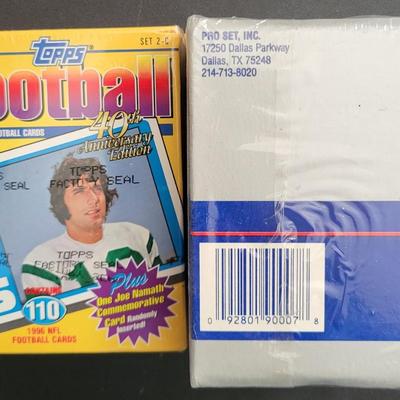 TOPPS
SET 2-C
ootball
OOTBALL CARDS
40th
Anniversary
Edition
TOPPS
SEAL
FACTORY SEAL
TOPPS
FACTORY SE
Plus
One Joe Namath
Commemorative
Card Randomly
Inserted!
S
110
1996 NFL
FOOTBALL CARDS
PRO SET, INC.
17250 Dallas Parkway
Dallas, TX 75248
214-713-8020
0 92801 90007 8